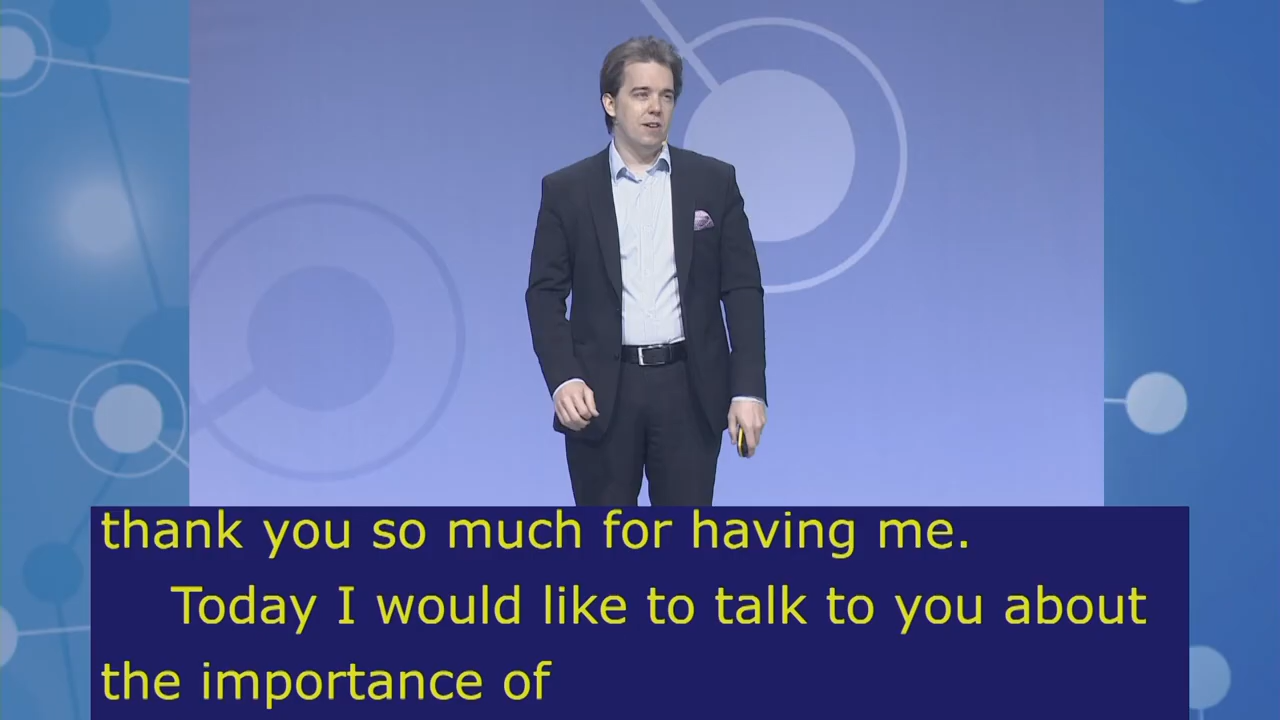 thank you so much for having me.
Today I would like to talk to you about
the importance of